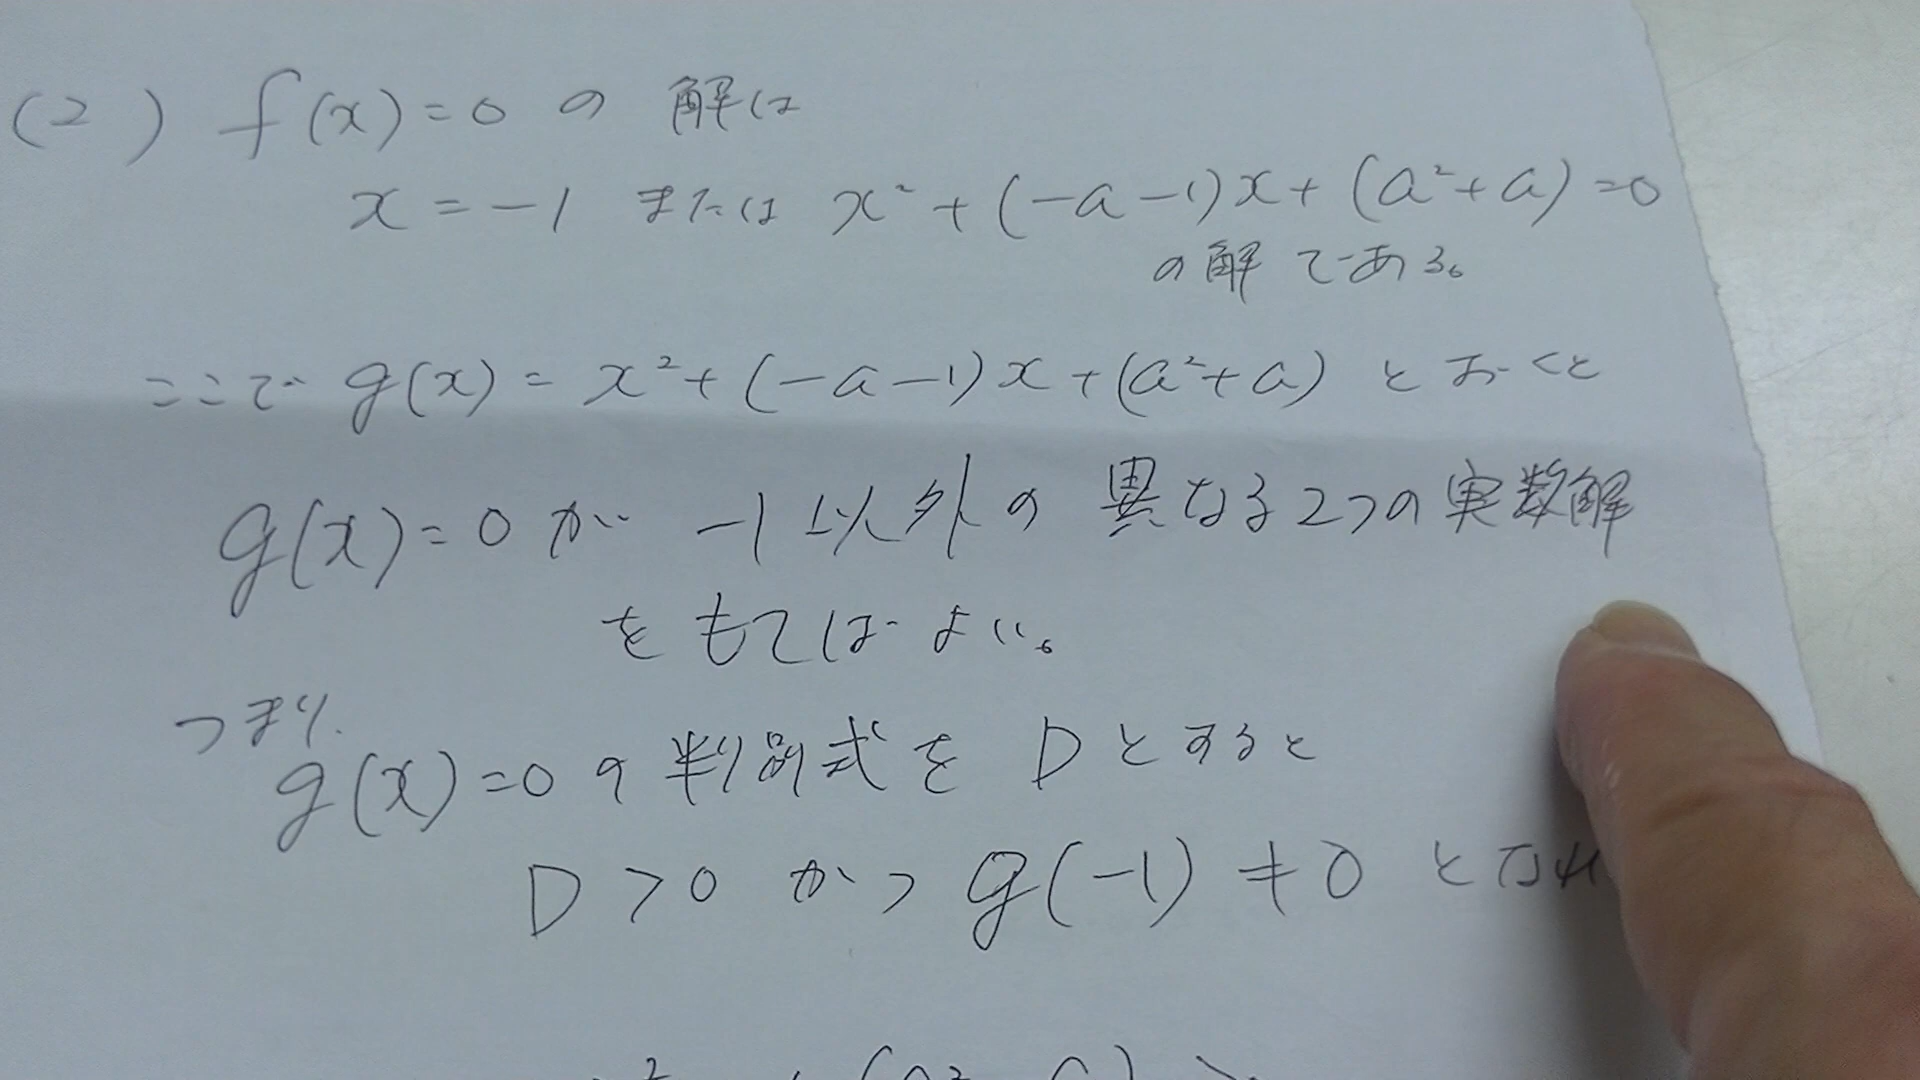 (2) f(x)=0 の 解は
x=-1 または x²+(-a-1)x+(a²+a)=0
の解である。
ここで g(x)= x²+(-a-1)x+(a²+a) とおくと
g(x)=0が -1以外の異なる2つの実数解
をもてばよい。
つまり、
g(x)=0の判別式を Dとすると
D>0 かつ g(-1)≠0 となれ